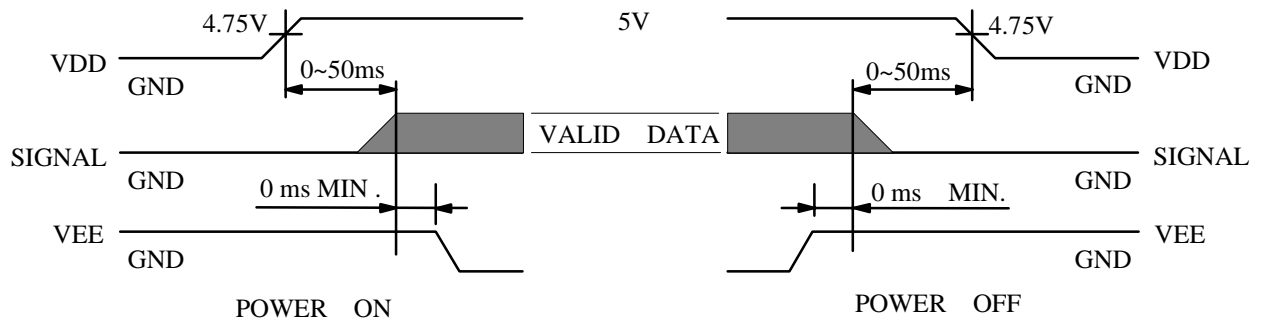 4.75V 5V 4.75V
VDD GND 0~50ms 0~50ms GND VDD
VALID DATA
SIGNAL GND GND SIGNAL
0 ms MIN . 0 ms MIN.
VEE GND GND VEE
POWER ON POWER OFF